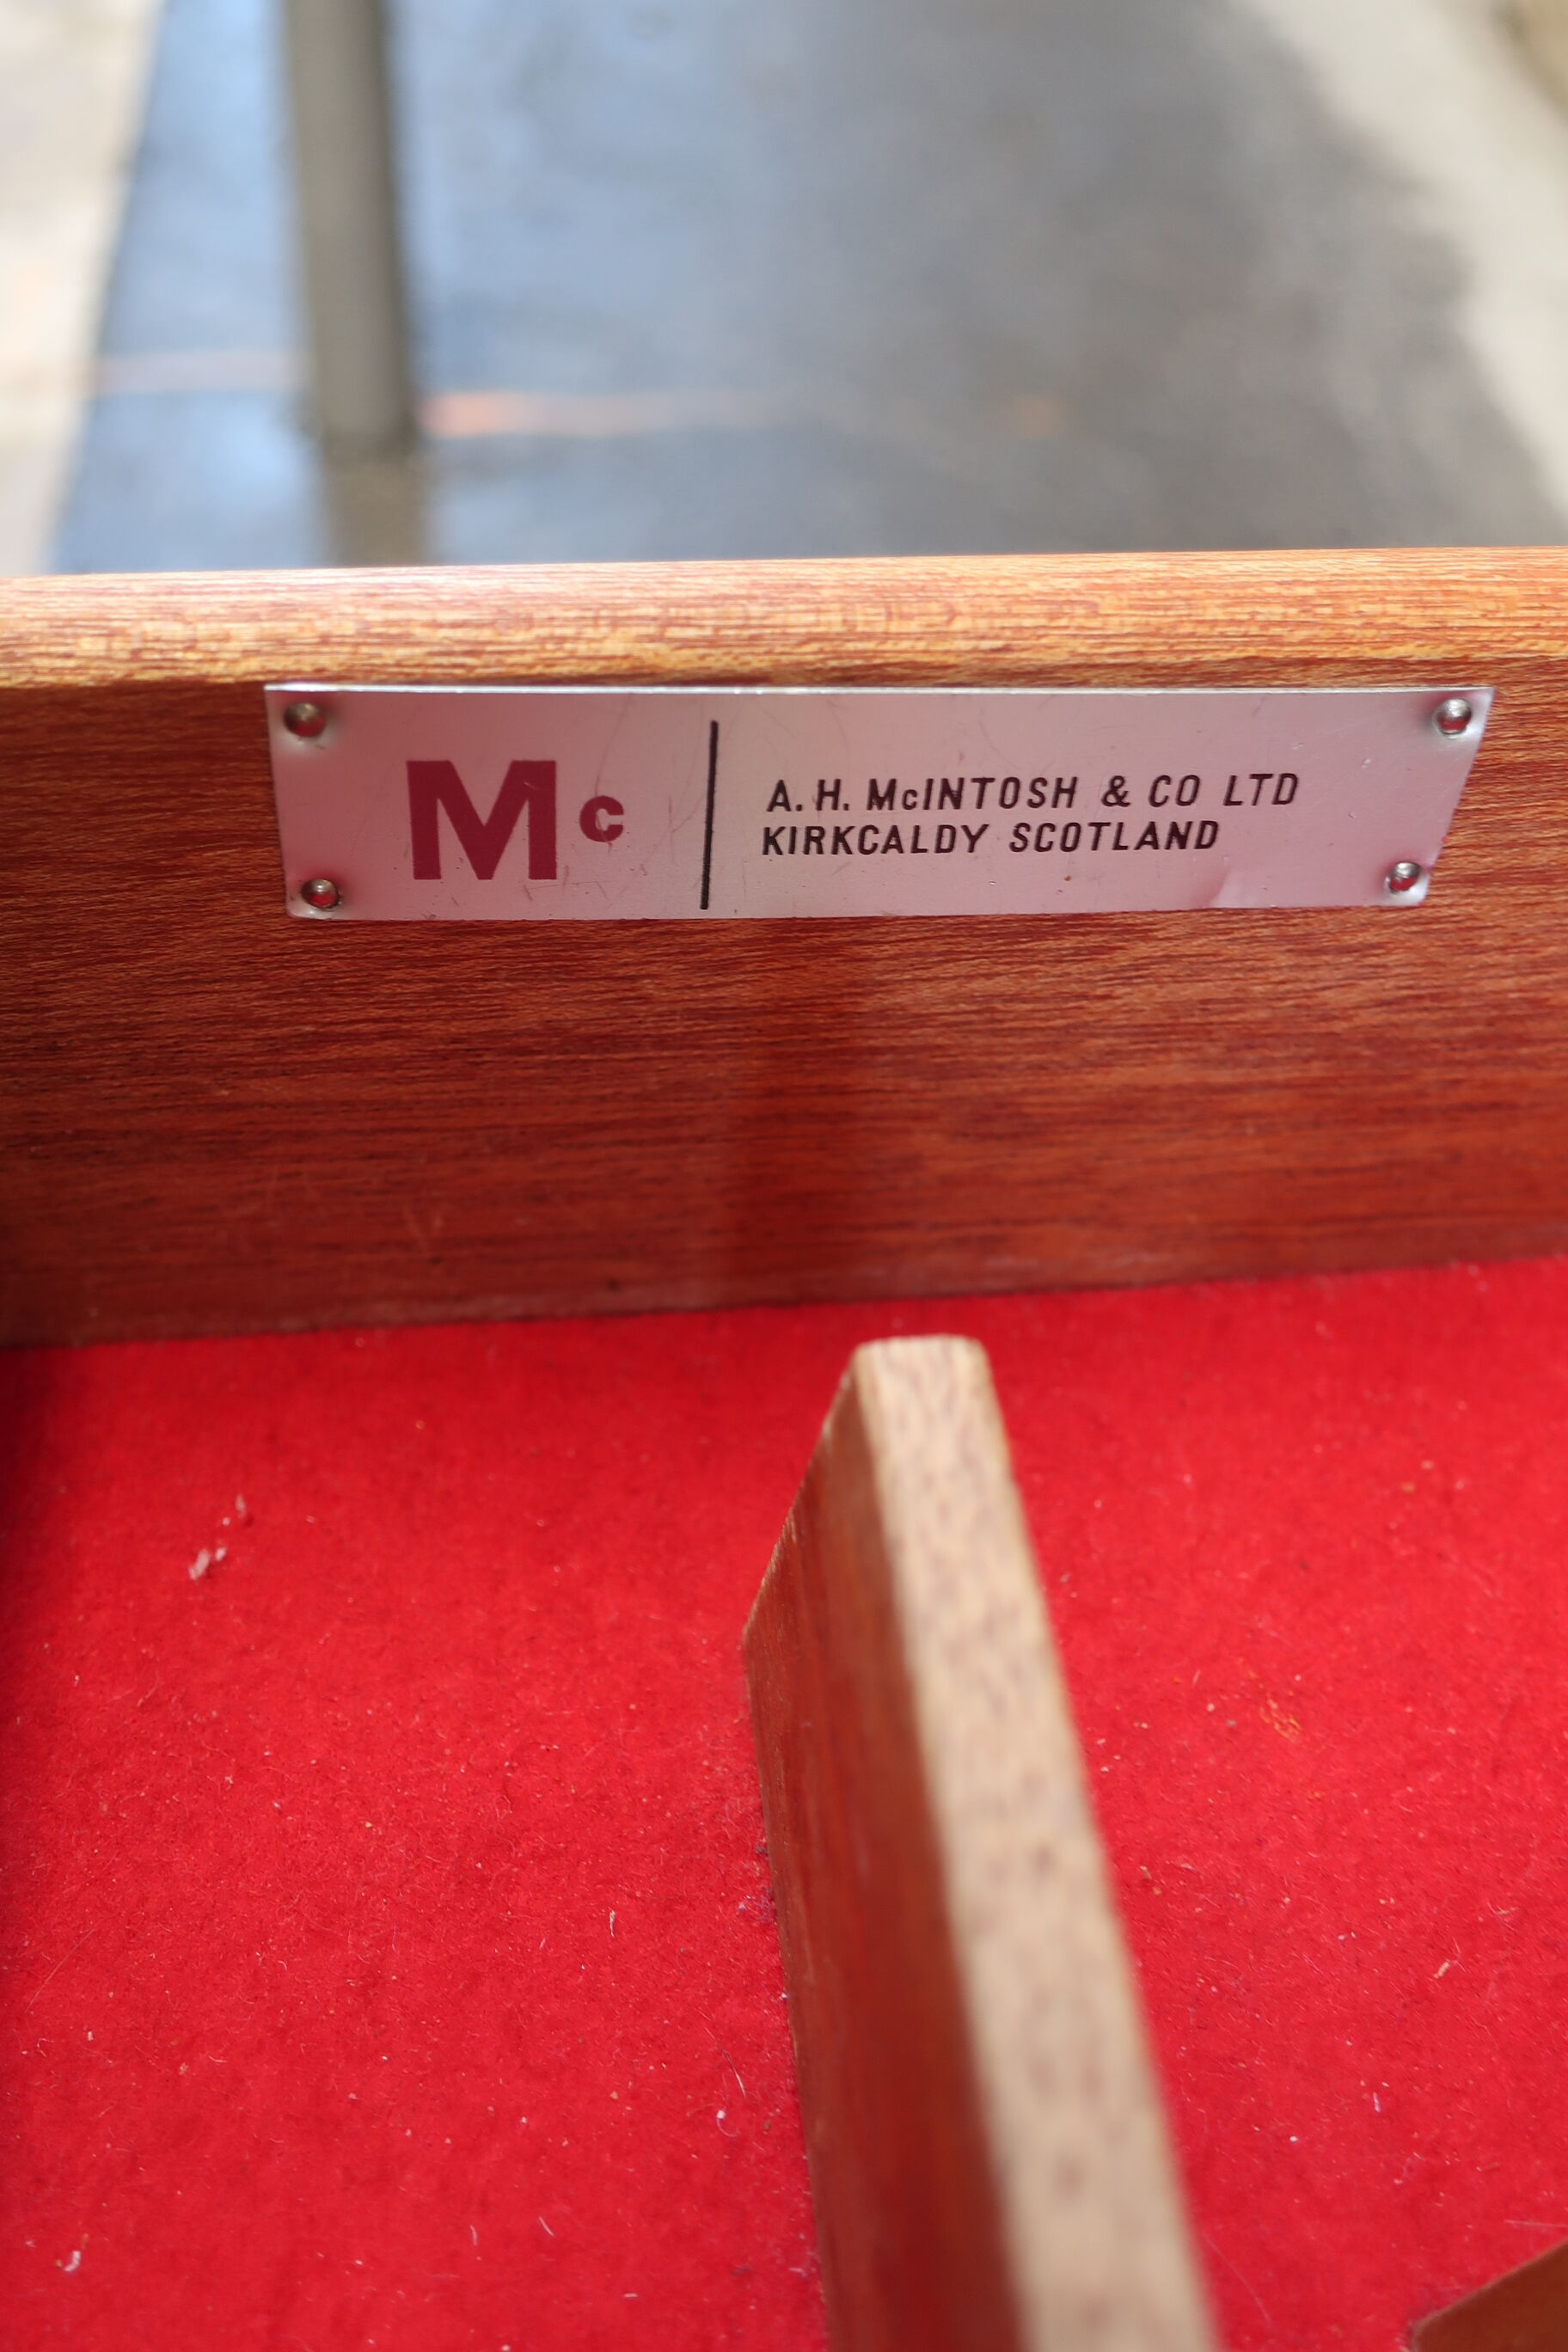 Mc
A. H. McINTOSH & CO LTD
KIRKCALDY SCOTLAND